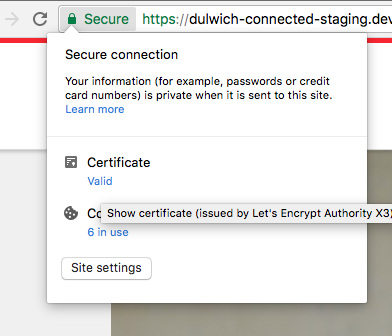 Secure
https://dulwich-connected-staging.dev
Secure connection
Your information (for example, passwords or credit
card numbers) is private when it is sent to this site.
Learn more
Certificate
Valid
Co
Show certificate (issued by Let's Encrypt Authority X3)
6 in use
Site settings